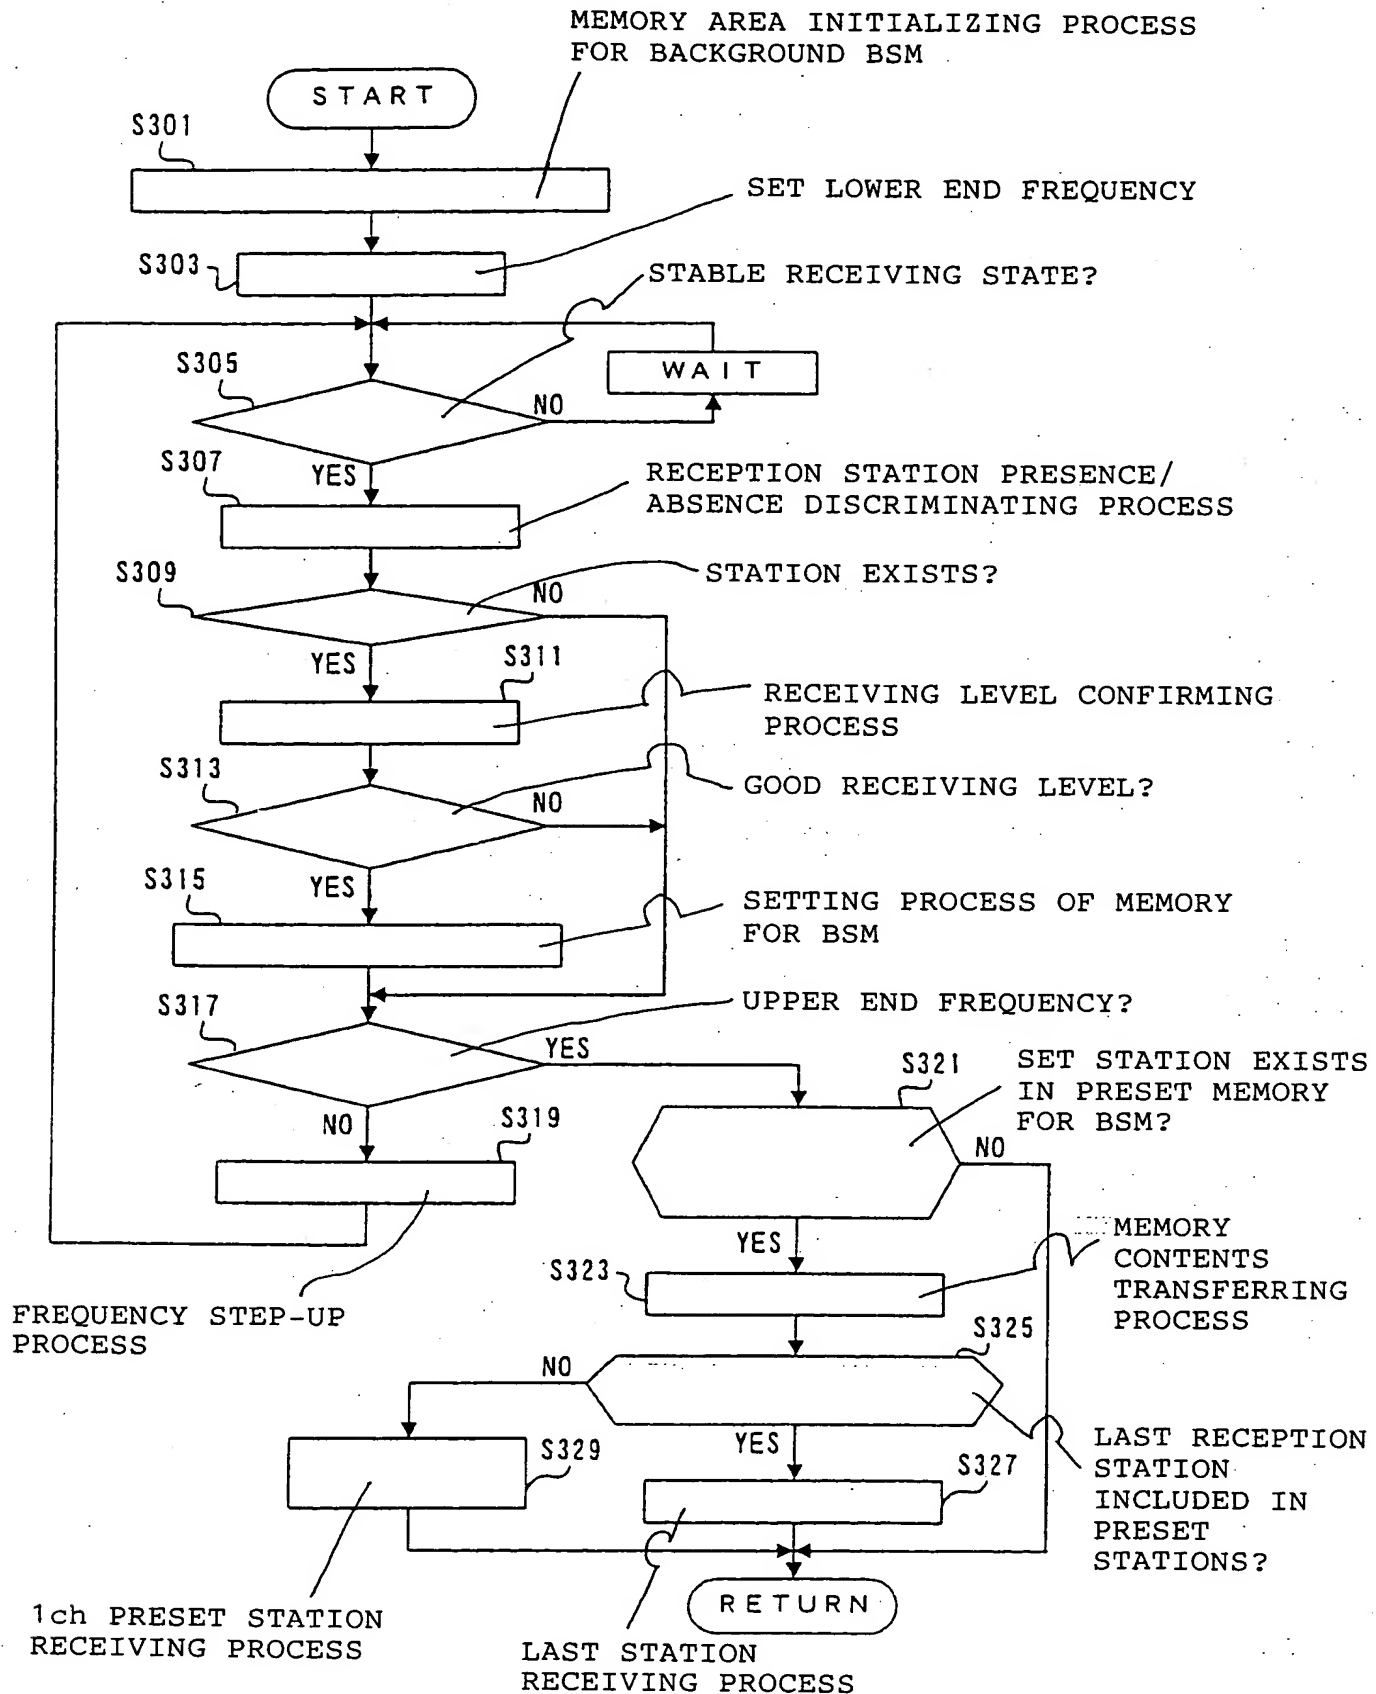 MEMORY AREA INITIALIZING PROCESS
FOR BACKGROUND BSM
START
S301
SET LOWER END FREQUENCY
S303
STABLE RECEIVING STATE?
S305
WAIT
NO
YES
S307
RECEPTION STATION PRESENCE/
ABSENCE DISCRIMINATING PROCESS
S309
STATION EXISTS?
NO
YES
S311
RECEIVING LEVEL CONFIRMING
PROCESS
S313
GOOD RECEIVING LEVEL?
NO
YES
S315
SETTING PROCESS OF MEMORY
FOR BSM
S317
UPPER END FREQUENCY?
YES
S321
SET STATION EXISTS
IN PRESET MEMORY
FOR BSM?
NO
S319
NO
YES
MEMORY
CONTENTS
TRANSFERRING
PROCESS
S323
FREQUENCY STEP-UP
PROCESS
S325
NO
YES
LAST RECEPTION
STATION
INCLUDED IN
PRESET
STATIONS?
S329
S327
RETURN
1ch PRESET STATION
RECEIVING PROCESS
LAST STATION
RECEIVING PROCESS